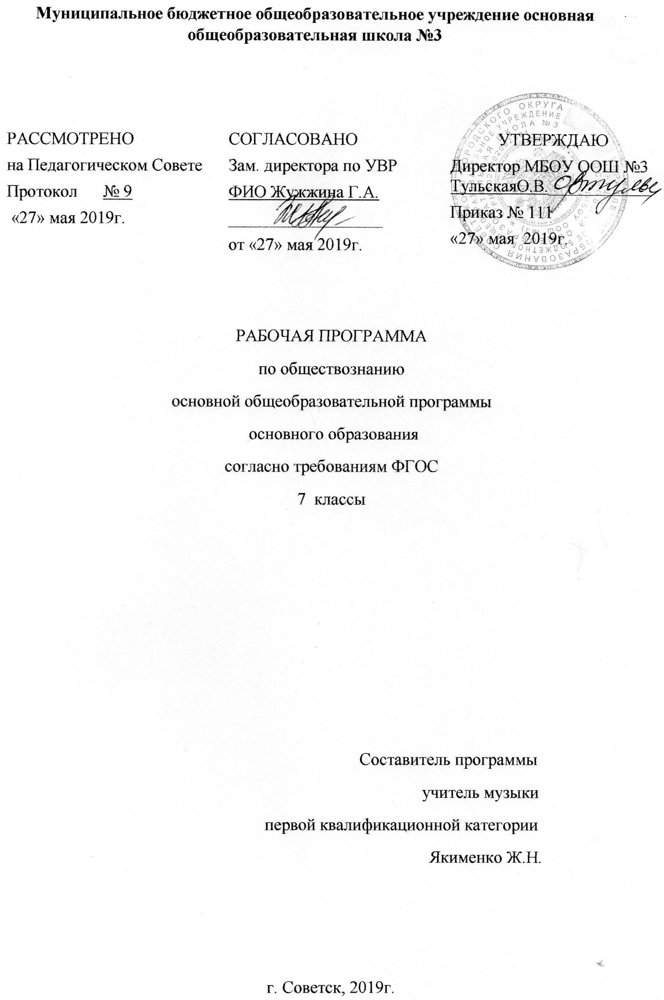 Муниципальное бюджетное общеобразовательное учреждение основная
общеобразовательная школа №3
РАССМОТРЕНО
на Педагогическом Совете
Протокол № 9
«27» мая 2019г.
СОГЛАСОВАНО
Зам. директора по УВР
ФИО Жужжина Г.А.
от «27» мая 2019г.
УТВЕРЖДАЮ
Директор МБОУ ООШ №3
ТульскаяО.В.
Приказ № 111
«27» мая 2019г.
РАБОЧАЯ ПРОГРАММА
по обществознанию
основной общеобразовательной программы
основного образования
согласно требованиям ФГОС
7 классы
Составитель программы
учитель музыки
первой квалификационной категории
Якименко Ж.Н.
г. Советск, 2019г.